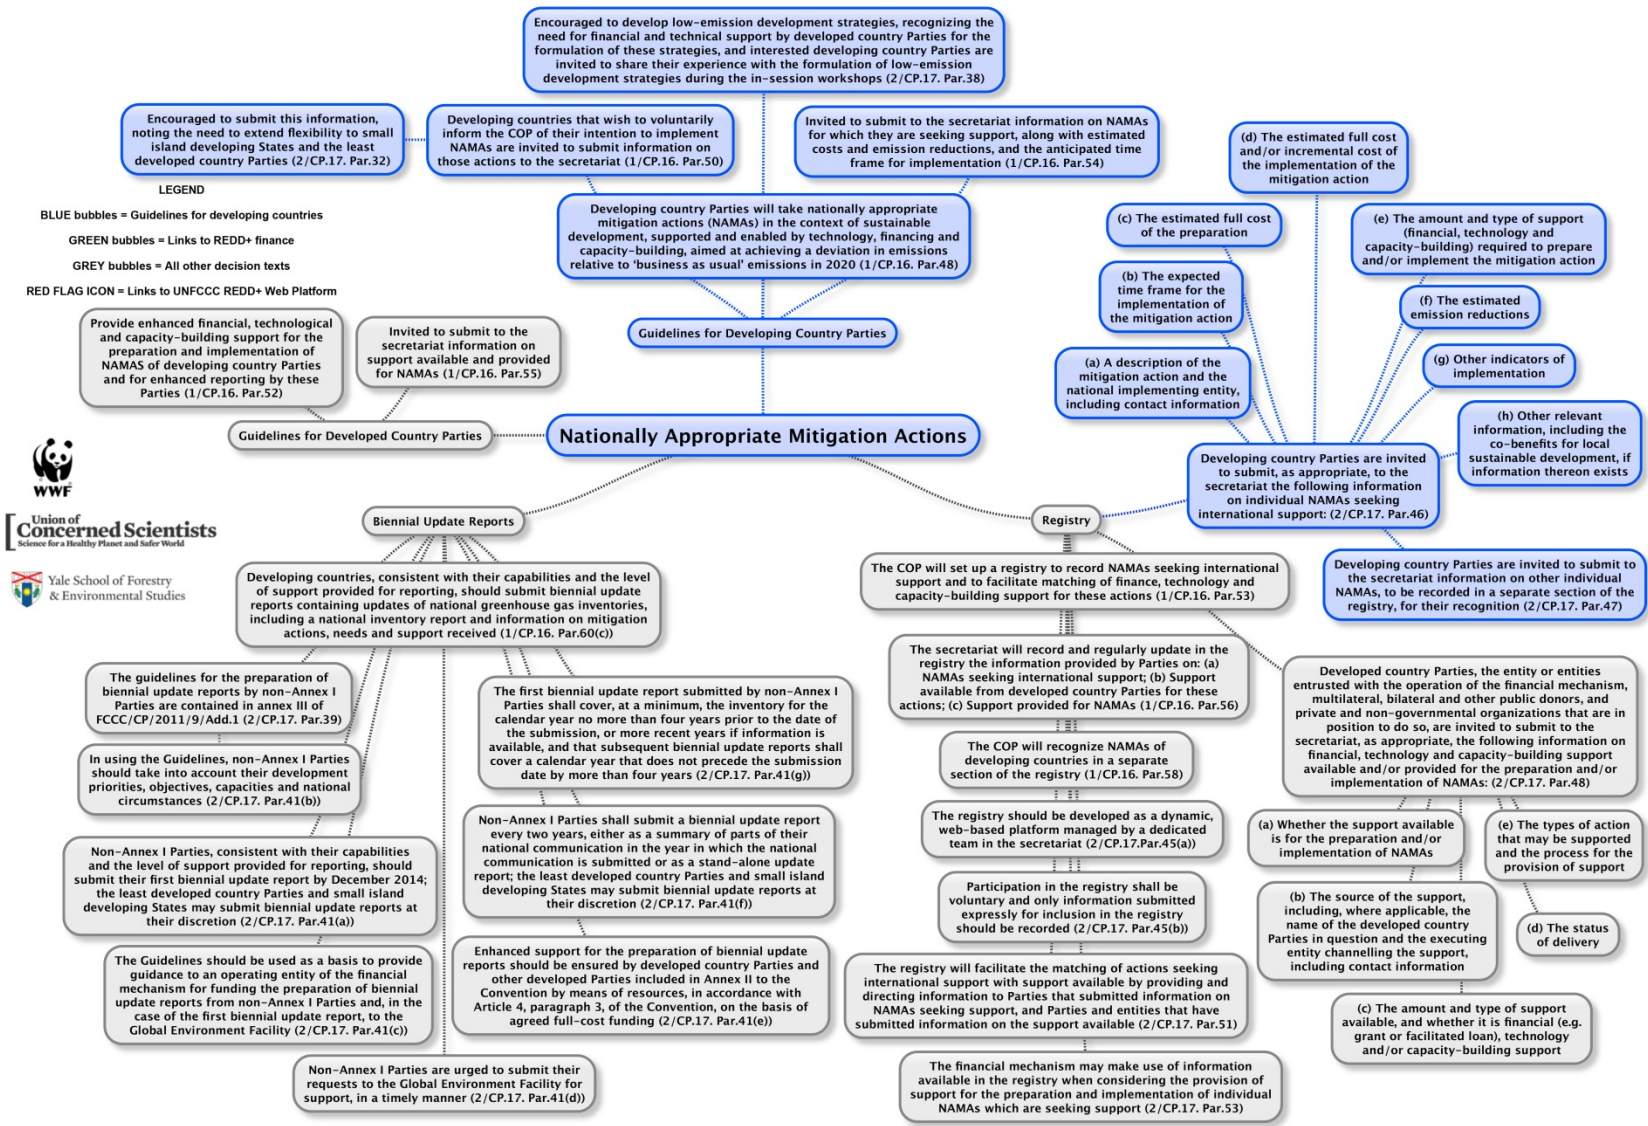 Encouraged to develop low-emission development strategies, recognizing the
need for financial and technical support by developed country Parties for the
formulation of these strategies, and interested developing country Parties are
invited to share their experience with the formulation of low-emission
development strategies during the in-session workshops (2/CP.17. Par.38)
Encouraged to submit this information,
noting the need to extend flexibility to small
island developing States and the least
developed country Parties (2/CP.17. Par.32)
Developing countries that wish to voluntarily
inform the COP of their intention to implement
NAMAs are invited to submit information on
those actions to the secretariat (1/CP.16. Par.50)
Invited to submit to the secretariat information on NAMAs
for which they are seeking support, along with estimated
costs and emission reductions, and the anticipated time
frame for implementation (1/CP.16. Par.54)
LEGEND
BLUE bubbles = Guidelines for developing countries
GREEN bubbles = Links to REDD+ finance
GREY bubbles = All other decision texts
RED FLAG ICON = Links to UNFCCC REDD+ Web Platform
Developing country Parties will take nationally appropriate
mitigation actions (NAMAs) in the context of sustainable
development, supported and enabled by technology, financing and
capacity-building, aimed at achieving a deviation in emissions
relative to ‘business as usual’ emissions in 2020 (1/CP.16. Par.48)
Guidelines for Developing Country Parties
Provide enhanced financial, technological
and capacity-building support for the
preparation and implementation of
NAMAS of developing country Parties
and for enhanced reporting by these
Parties (1/CP.16. Par.52)
Invited to submit to the
secretariat information on
support available and provided
for NAMAs (1/CP.16. Par.55)
Guidelines for Developed Country Parties
Nationally Appropriate Mitigation Actions
(d) The estimated full cost
and/or incremental cost of
the implementation of the
mitigation action
(c) The estimated full cost
of the preparation
(e) The amount and type of support
(financial, technology and
capacity-building) required to prepare
and/or implement the mitigation action
(b) The expected
time frame for the
implementation of
the mitigation action
(f) The estimated
emission reductions
(a) A description of the
mitigation action and the
national implementing entity,
including contact information
(g) Other indicators of
implementation
(h) Other relevant
information, including the
co-benefits for local
sustainable development, if
information thereon exists
Developing country Parties are invited
to submit, as appropriate, to the
secretariat the following information
on individual NAMAs seeking
international support: (2/CP.17. Par.46)
Developing country Parties are invited to submit to
the secretariat information on other individual
NAMAs, to be recorded in a separate section of the
registry, for their recognition (2/CP.17. Par.47)
WWF
Union of
Concerned Scientists
Science for a Healthy Planet and Safer World
Yale School of Forestry
& Environmental Studies
Biennial Update Reports
Developing countries, consistent with their capabilities and the level
of support provided for reporting, should submit biennial update
reports containing updates of national greenhouse gas inventories,
including a national inventory report and information on mitigation
actions, needs and support received (1/CP.16. Par.60(c))
The guidelines for the preparation of
biennial update reports by non-Annex I
Parties are contained in annex III of
FCCC/CP/2011/9/Add.1 (2/CP.17. Par.39)
In using the Guidelines, non-Annex I Parties
should take into account their development
priorities, objectives, capacities and national
circumstances (2/CP.17. Par.41(b))
Non-Annex I Parties, consistent with their capabilities
and the level of support provided for reporting, should
submit their first biennial update report by December 2014;
the least developed country Parties and small island
developing States may submit biennial update reports at
their discretion (2/CP.17. Par.41(a))
The Guidelines should be used as a basis to provide
guidance to an operating entity of the financial
mechanism for funding the preparation of biennial
update reports from non-Annex I Parties and, in the
case of the first biennial update report, to the
Global Environment Facility (2/CP.17. Par.41(c))
The first biennial update report submitted by non-Annex I
Parties shall cover, at a minimum, the inventory for the
calendar year no more than four years prior to the date of
the submission, or more recent years if information is
available, and that subsequent biennial update reports shall
cover a calendar year that does not precede the submission
date by more than four years (2/CP.17. Par.41(g))
Non-Annex I Parties shall submit a biennial update report
every two years, either as a summary of parts of their
national communication in the year in which the national
communication is submitted or as a stand-alone update
report; the least developed country Parties and small island
developing States may submit biennial update reports at
their discretion (2/CP.17. Par.41(f))
Enhanced support for the preparation of biennial update
reports should be ensured by developed country Parties and
other developed Parties included in Annex II to the
Convention by means of resources, in accordance with
Article 4, paragraph 3, of the Convention, on the basis of
agreed full-cost funding (2/CP.17. Par.41(e))
Non-Annex I Parties are urged to submit their
requests to the Global Environment Facility for
support, in a timely manner (2/CP.17. Par.41(d))
Registry
The COP will set up a registry to record NAMAs seeking international
support and to facilitate matching of finance, technology and
capacity-building support for these actions (1/CP.16. Par.53)
The secretariat will record and regularly update in the
registry the information provided by Parties on: (a)
NAMAs seeking international support; (b) Support
available from developed country Parties for these
actions; (c) Support provided for NAMAs (1/CP.16. Par.56)
The COP will recognize NAMAs of
developing countries in a separate
section of the registry (1/CP.16. Par.58)
The registry should be developed as a dynamic,
web-based platform managed by a dedicated
team in the secretariat (2/CP.17.Par.45(a))
Participation in the registry shall be
voluntary and only information submitted
expressly for inclusion in the registry
should be recorded (2/CP.17. Par.45(b))
The registry will facilitate the matching of actions seeking
international support with support available by providing and
directing information to Parties that submitted information on
NAMAs seeking support, and Parties and entities that have
submitted information on the support available (2/CP.17. Par.51)
The financial mechanism may make use of information
available in the registry when considering the provision of
support for the preparation and implementation of individual
NAMAs which are seeking support (2/CP.17. Par.53)
Developed country Parties, the entity or entities
entrusted with the operation of the financial mechanism,
multilateral, bilateral and other public donors, and
private and non-governmental organizations that are in
position to do so, are invited to submit to the
secretariat, as appropriate, the following information on
financial, technology and capacity-building support
available and/or provided for the preparation and/or
implementation of NAMAs: (2/CP.17. Par.48)
(a) Whether the support available
is for the preparation and/or
implementation of NAMAs
(e) The types of action
that may be supported
and the process for the
provision of support
(b) The source of the support,
including, where applicable, the
name of the developed country
Parties in question and the executing
entity channelling the support,
including contact information
(d) The status
of delivery
(c) The amount and type of support
available, and whether it is financial (e.g.
grant or facilitated loan), technology
and/or capacity-building support